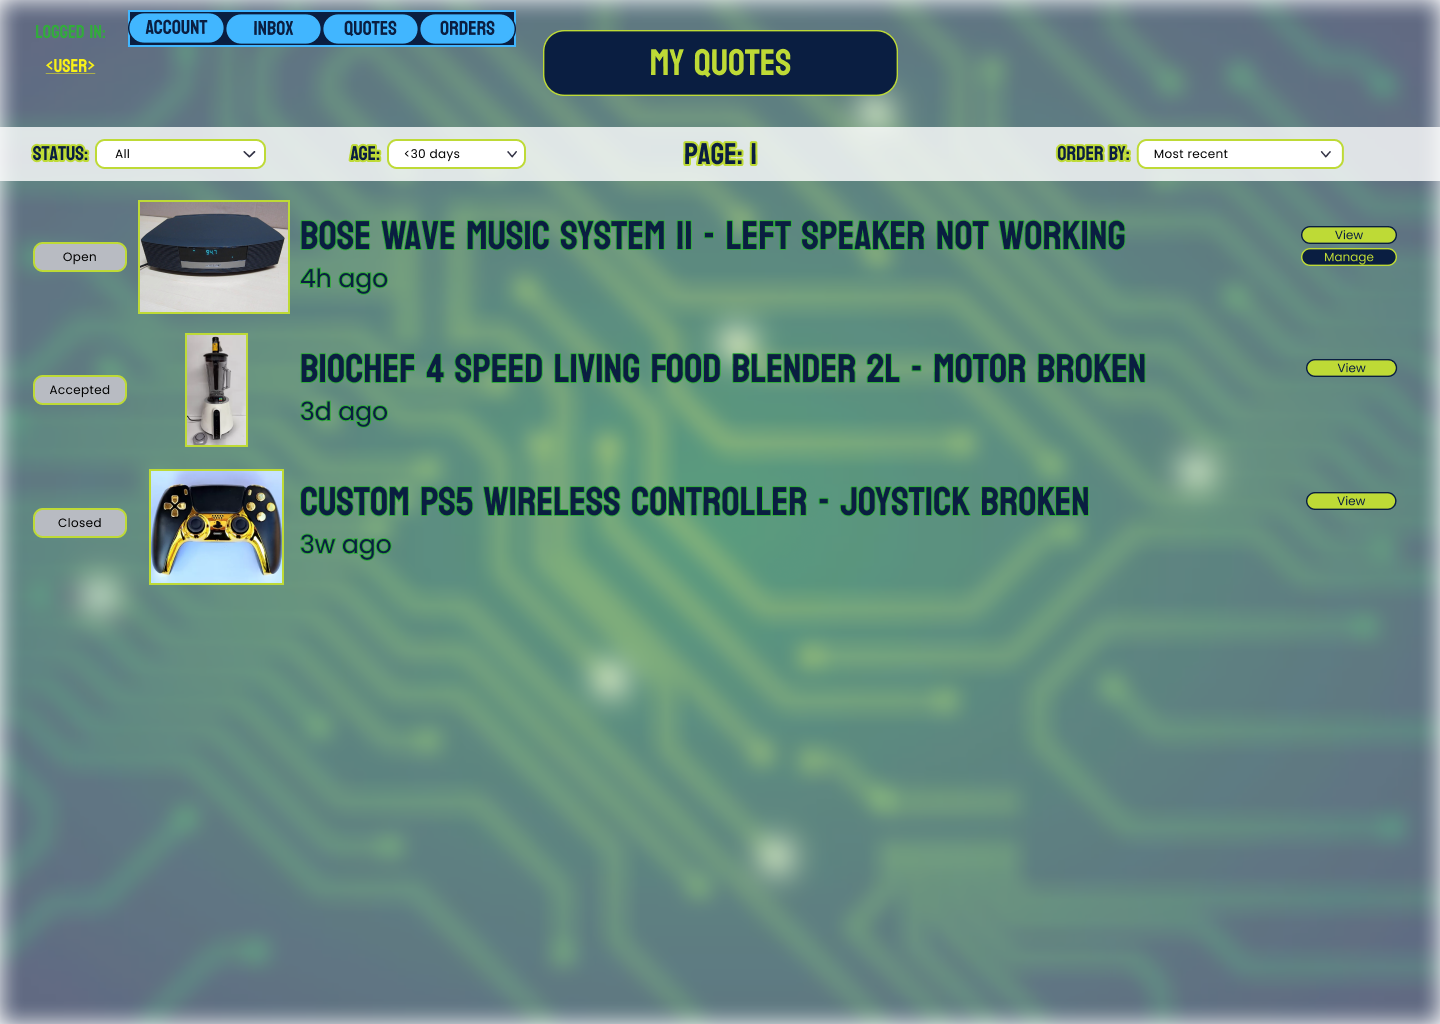 LOGGED IN:
<USER>
ACCOUNT INBOX QUOTES ORDERS
MY QUOTES
STATUS: All AGE: <30 days PAGE: 1 ORDER BY: Most recent
Open
BOSE WAVE MUSIC SYSTEM II - LEFT SPEAKER NOT WORKING
4h ago
View
Manage
Accepted
BIOCHEF 4 SPEED LIVING FOOD BLENDER 2L - MOTOR BROKEN
3d ago
View
Closed
CUSTOM PS5 WIRELESS CONTROLLER - JOYSTICK BROKEN
3w ago
View